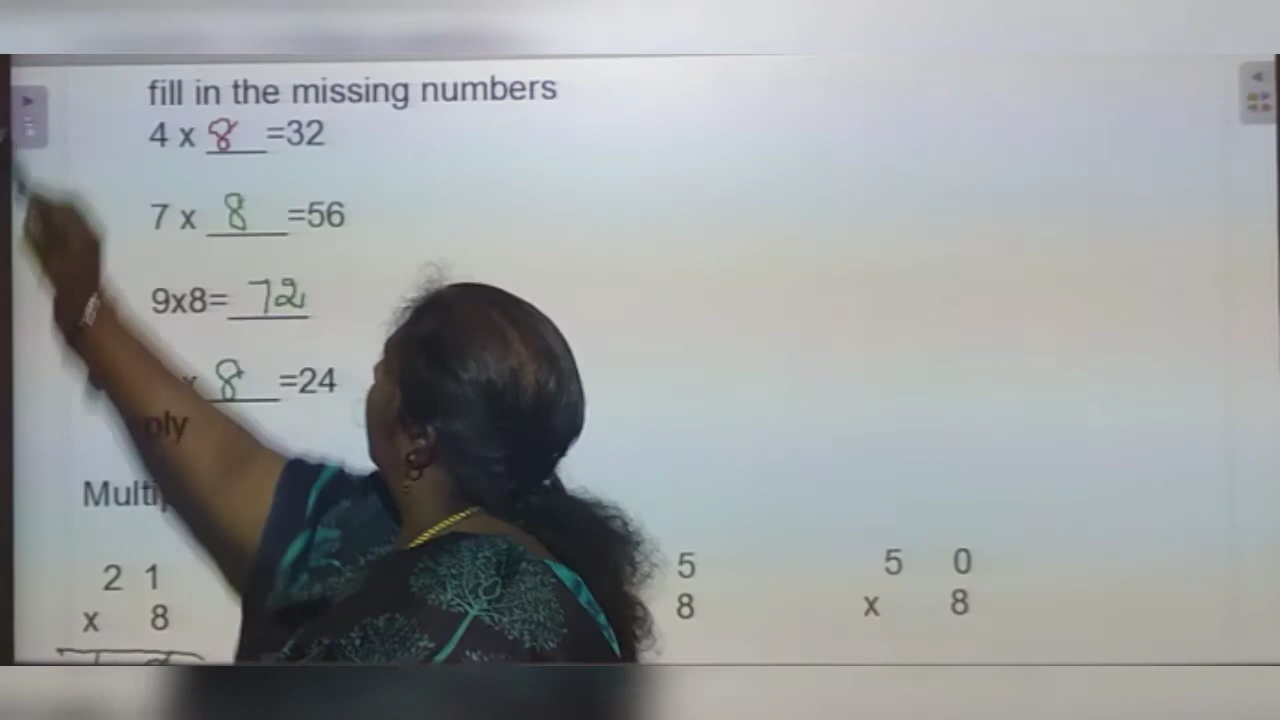 fill in the missing numbers
4 x 8 =32
7 x 8 =56
9x8= 72
x 8 =24
ply
Multi
2 1 5 5 0
x 8 8 x 8